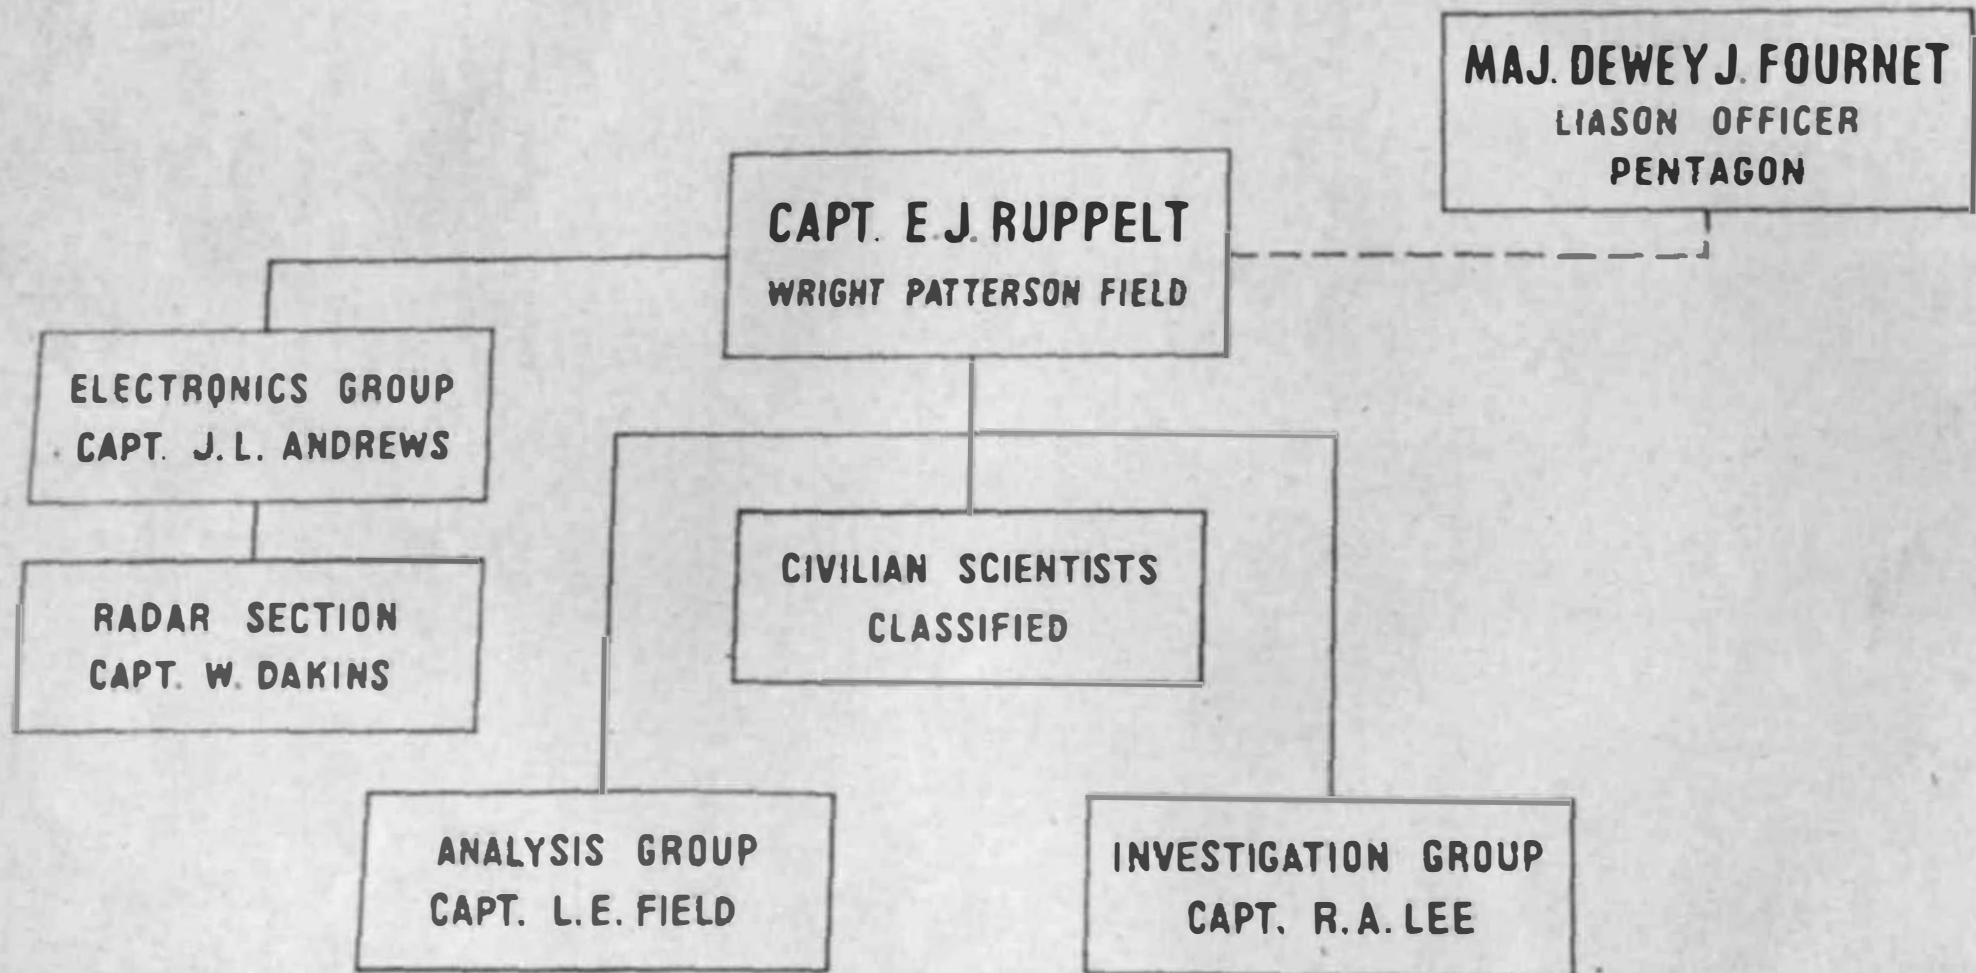 MAJ. DEWEY J. FOURNET
LIASON OFFICER
PENTAGON
CAPT. E. J. RUPPELT
WRIGHT PATTERSON FIELD
ELECTRONICS GROUP
CAPT. J. L. ANDREWS
RADAR SECTION
CAPT. W. DAKINS
CIVILIAN SCIENTISTS
CLASSIFIED
ANALYSIS GROUP
CAPT. L. E. FIELD
INVESTIGATION GROUP
CAPT. R. A. LEE